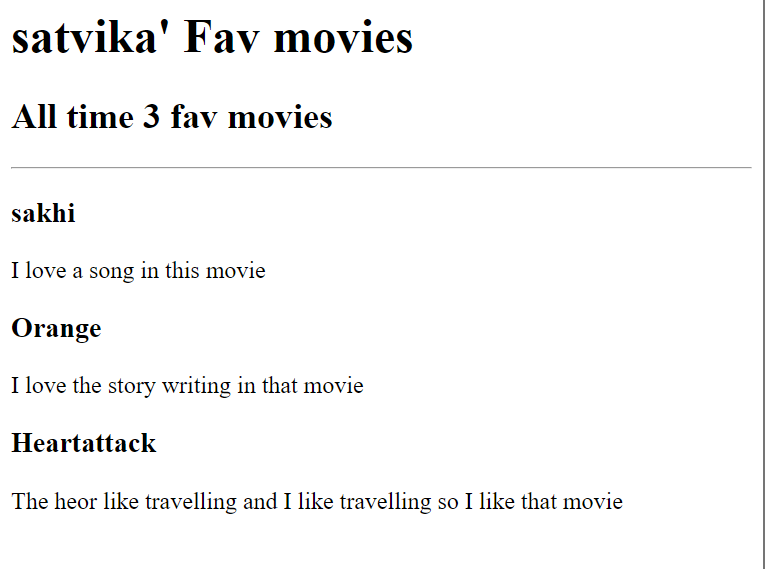 satvika' Fav movies
All time 3 fav movies
sakhi
I love a song in this movie
Orange
I love the story writing in that movie
Heartattack
The heor like travelling and I like travelling so I like that movie